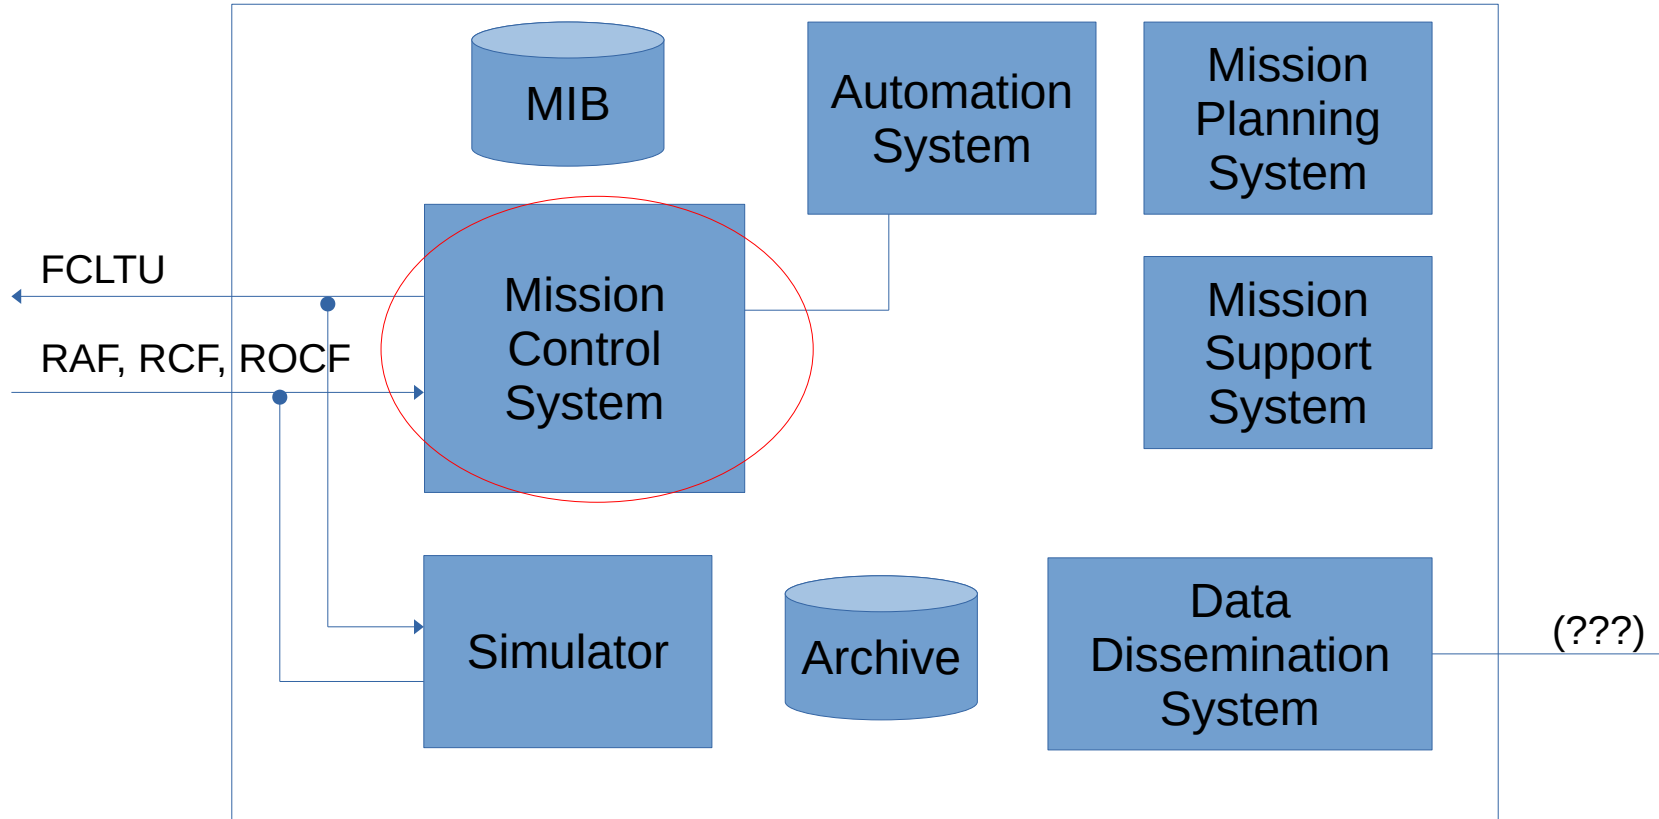 MIB
Automation
System
Mission
Planning
System
FCLTU
RAF, RCF, ROCF
Mission
Control
System
Mission
Support
System
Simulator
Archive
Data
Dissemination
System
(???)